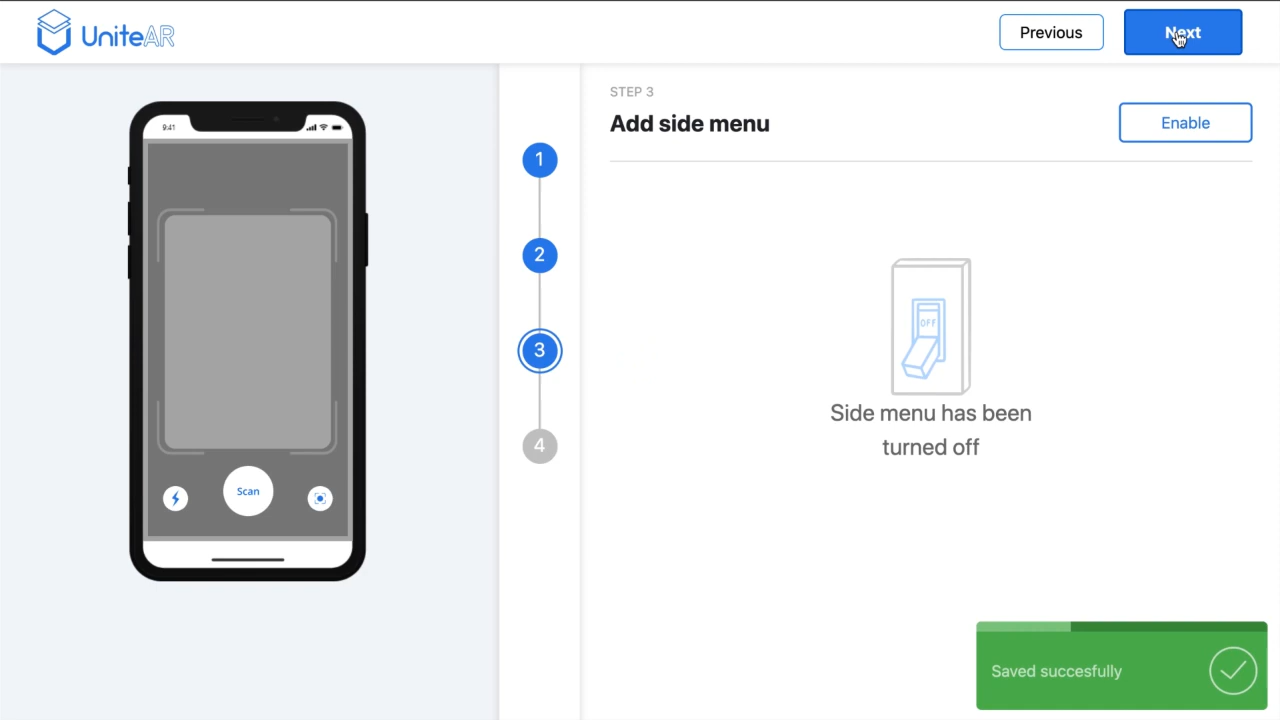 UniteAR
Previous
Next
STEP 3
Add side menu
Enable
9:41
1
2
3
4
OFF
Scan
Side menu has been
turned off
Saved succesfully